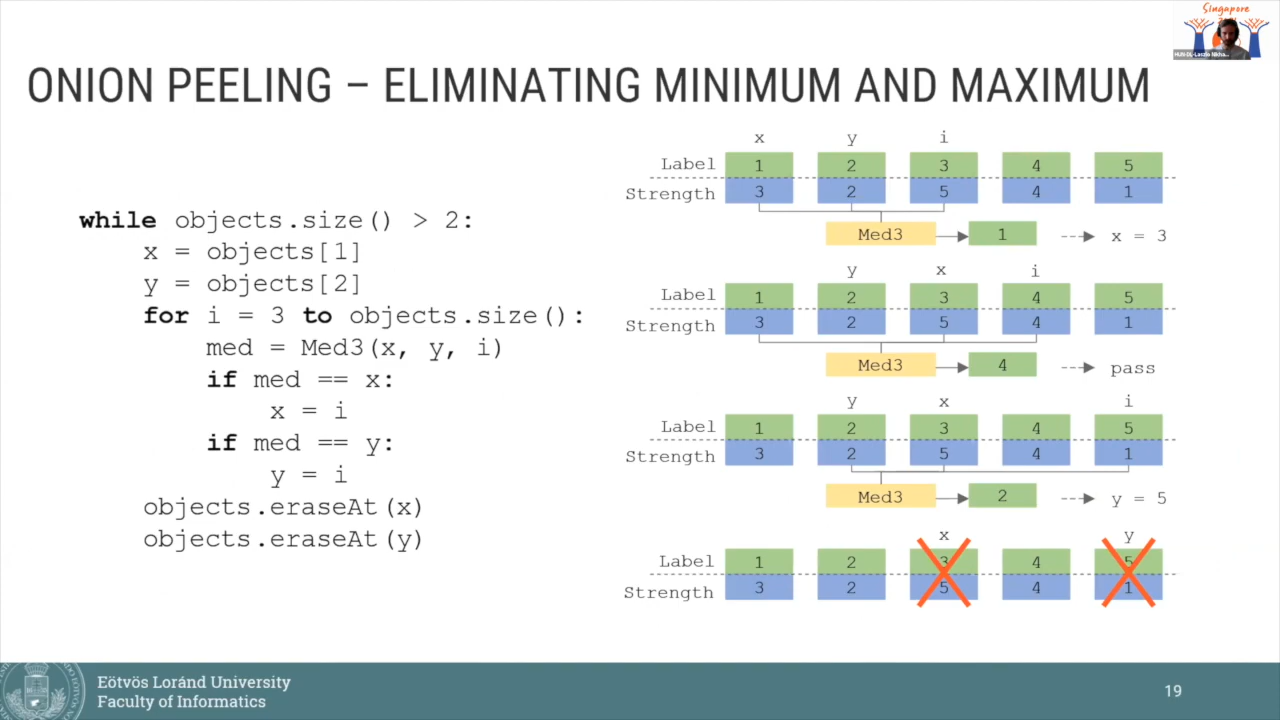 Singapore
ONION PEELING – ELIMINATING MINIMUM AND MAXIMUM
while objects.size() > 2:
x = objects[1]
y = objects[2]
for i = 3 to objects.size():
med = Med3(x, y, i)
if med == x:
x = i
if med == y:
y = i
objects.eraseAt(x)
objects.eraseAt(y)
x y i
Label 1 2 3 4 5
Strength 3 2 5 4 1
Med3 1 x = 3
y x i
Label 1 2 3 4 5
Strength 3 2 5 4 1
Med3 4 pass
y x i
Label 1 2 3 4 5
Strength 3 2 5 4 1
Med3 2 y = 5
x y
Label 1 2 3 4 5
Strength 3 2 5 4 1
Eötvös Loránd University
Faculty of Informatics
19